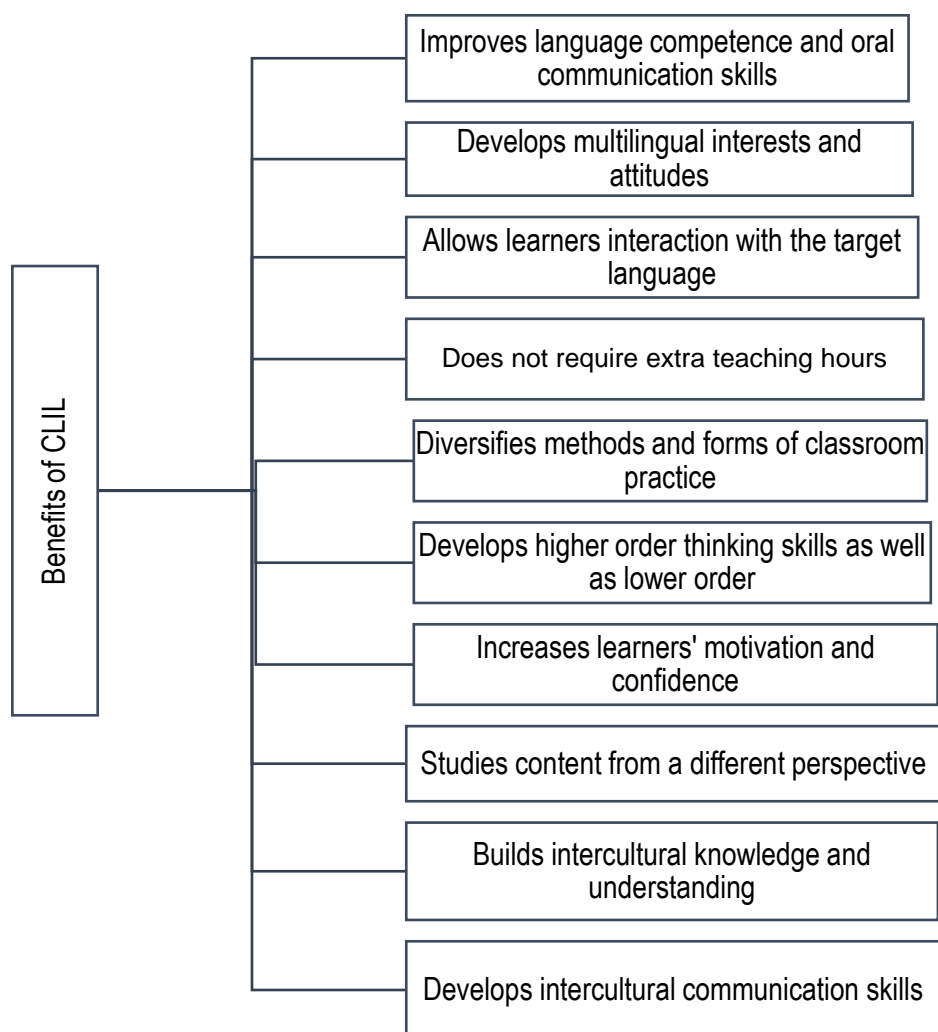 Benefits of CLIL
Improves language competence and oral
communication skills
Develops multilingual interests and
attitudes
Allows learners interaction with the target
language
Does not require extra teaching hours
Diversifies methods and forms of classroom
practice
Develops higher order thinking skills as well
as lower order
Increases learners' motivation and
confidence
Studies content from a different perspective
Builds intercultural knowledge and
understanding
Develops intercultural communication skills